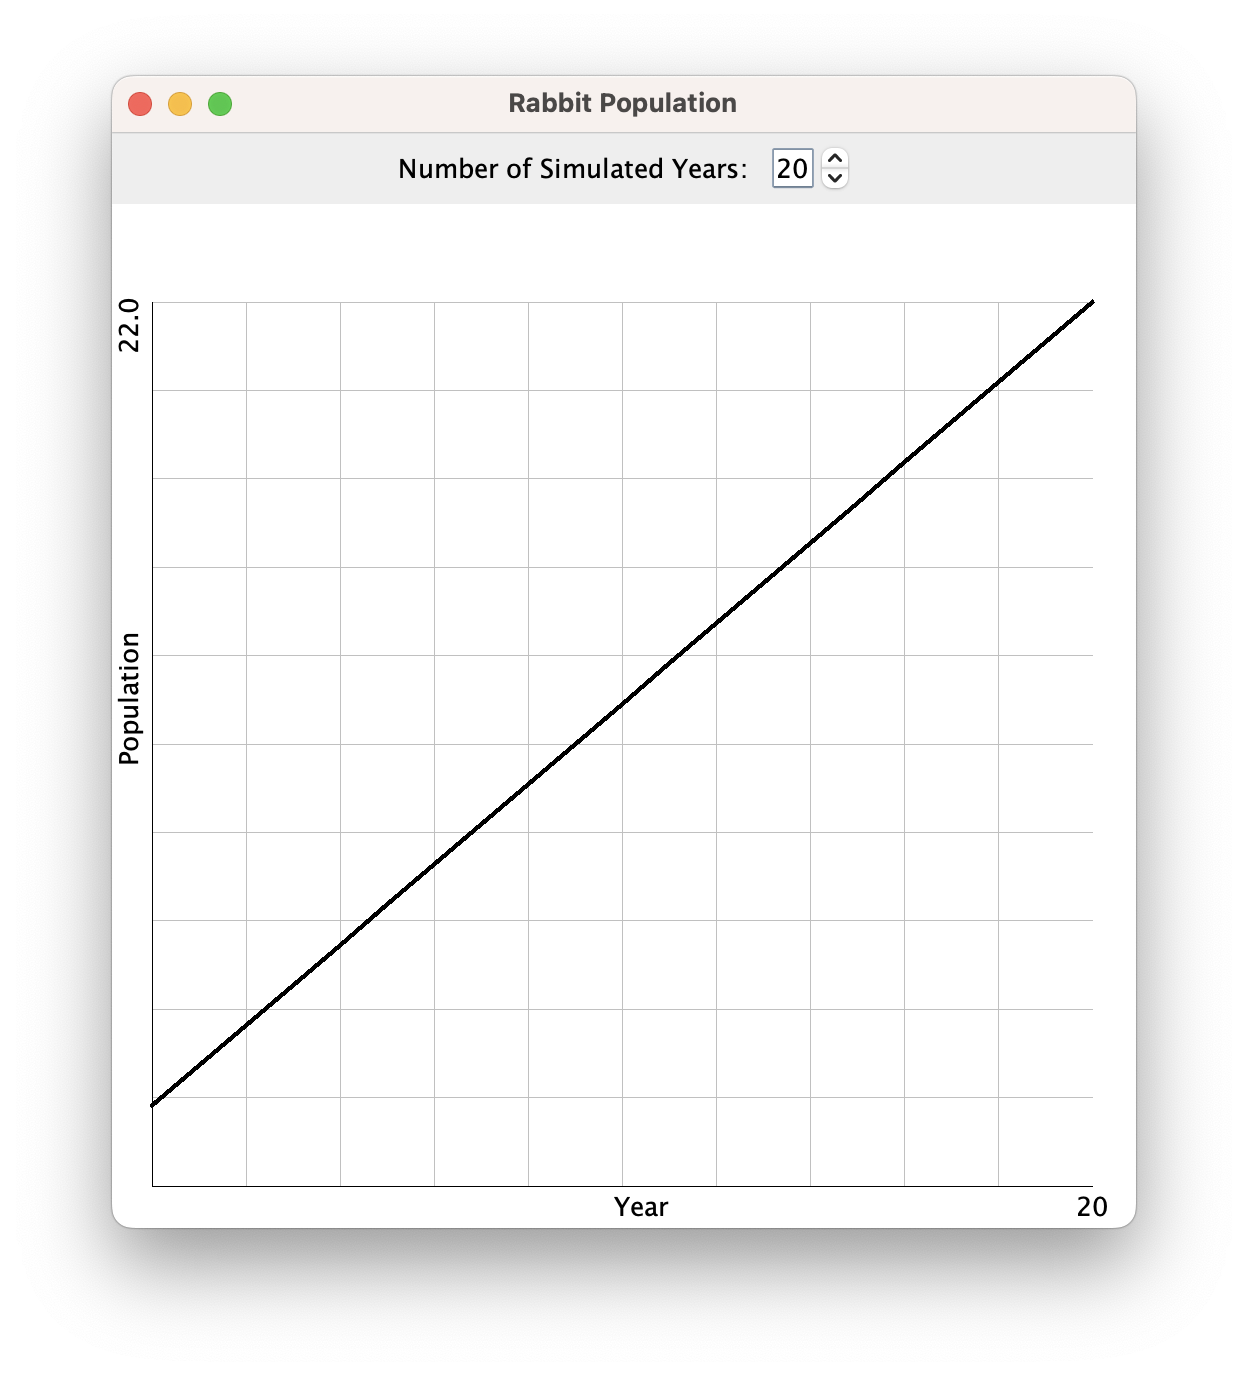 Rabbit Population
Number of Simulated Years: 20
22.0
Population
Year
20